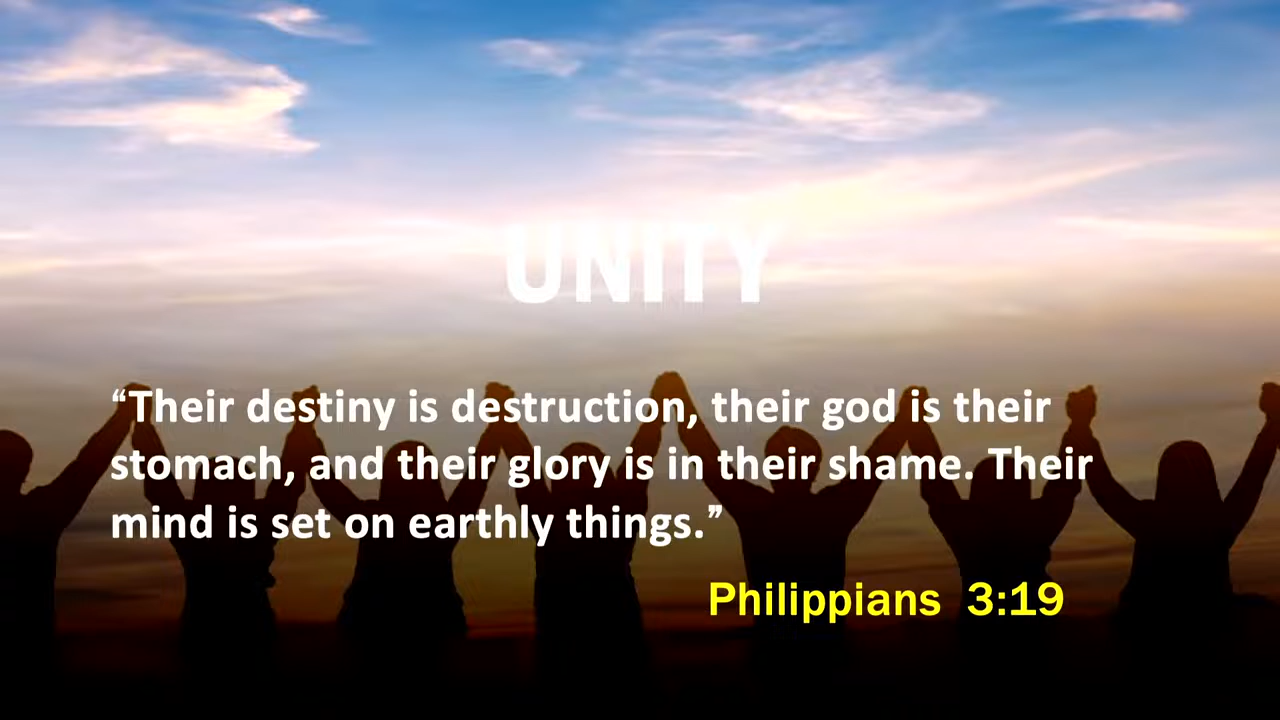 UNITY
“Their destiny is destruction, their god is their
stomach, and their glory is in their shame. Their
mind is set on earthly things.”
Philippians 3:19